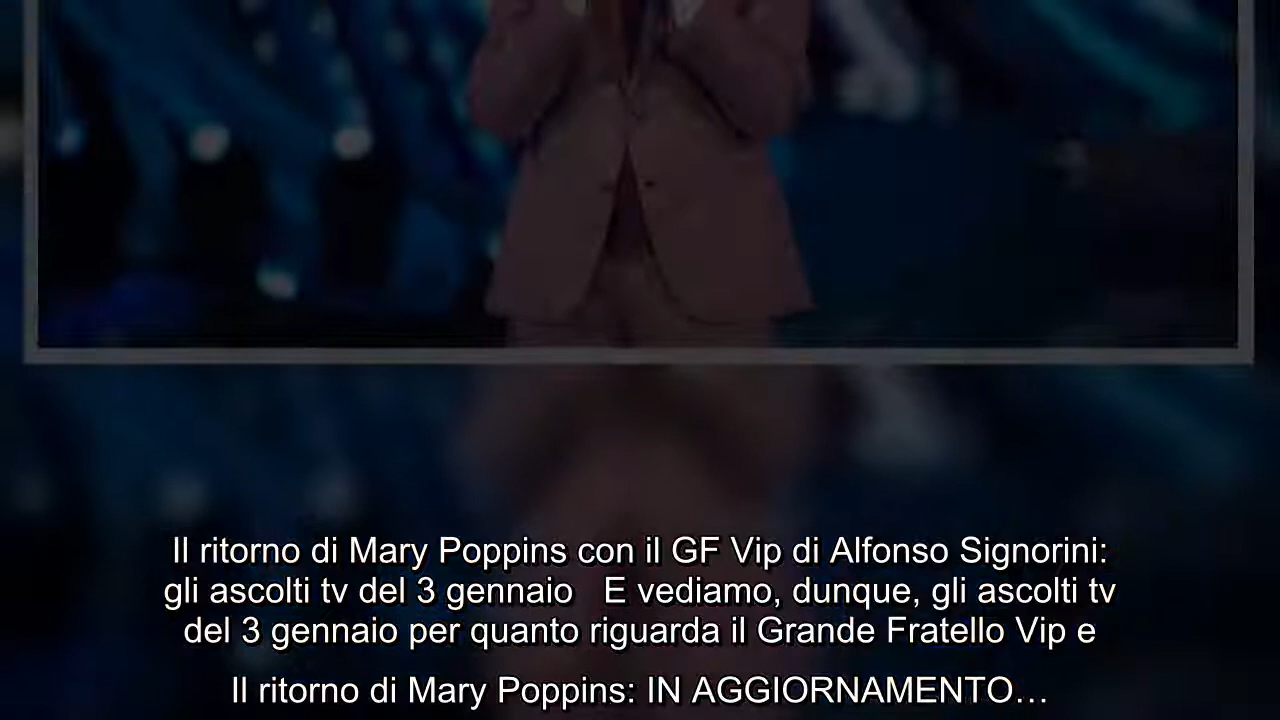 Il ritorno di Mary Poppins con il GF Vip di Alfonso Signorini:
gli ascolti tv del 3 gennaio   E vediamo, dunque, gli ascolti tv
del 3 gennaio per quanto riguarda il Grande Fratello Vip e
Il ritorno di Mary Poppins: IN AGGIORNAMENTO…